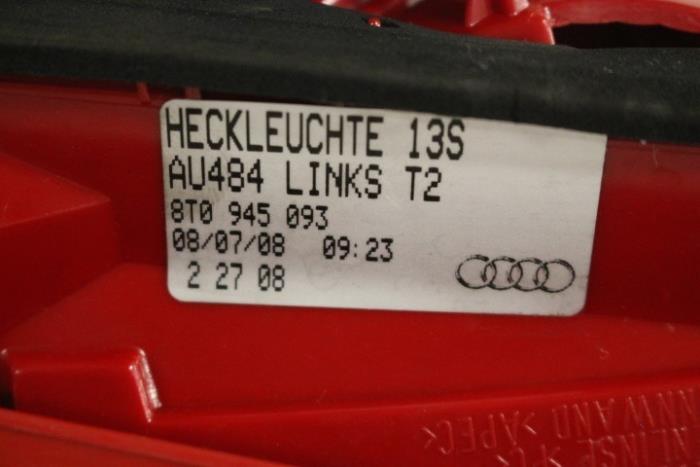 HECKLEUCHTE 13S
AU484 LINKS T2
8T0 945 093
08/07/08 09:23
2 27 08